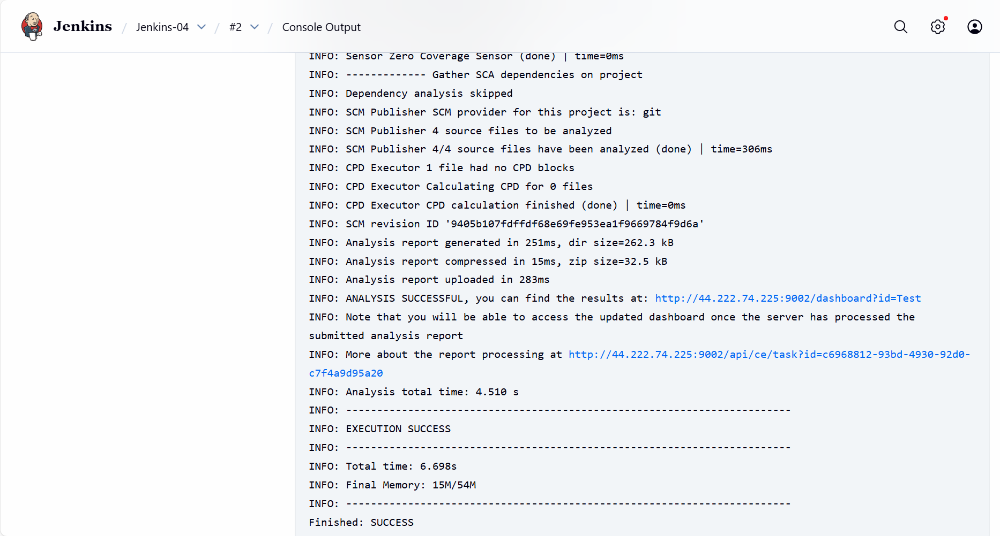 Jenkins / Jenkins-04 / #2 / Console Output
INFO: Sensor Zero Coverage Sensor (done) | time=0ms
INFO: ------------- Gather SCA dependencies on project
INFO: Dependency analysis skipped
INFO: SCM Publisher SCM provider for this project is: git
INFO: SCM Publisher 4 source files to be analyzed
INFO: SCM Publisher 4/4 source files have been analyzed (done) | time=306ms
INFO: CPD Executor 1 file had no CPD blocks
INFO: CPD Executor Calculating CPD for 0 files
INFO: CPD Executor CPD calculation finished (done) | time=0ms
INFO: SCM revision ID '9405b107fdffdf68e69fe953ea1f9669784f9d6a'
INFO: Analysis report generated in 251ms, dir size=262.3 kB
INFO: Analysis report compressed in 15ms, zip size=32.5 kB
INFO: Analysis report uploaded in 283ms
INFO: ANALYSIS SUCCESSFUL, you can find the results at: http://44.222.74.225:9002/dashboard?id=Test
INFO: Note that you will be able to access the updated dashboard once the server has processed the
submitted analysis report
INFO: More about the report processing at http://44.222.74.225:9002/api/ce/task?id=c6968812-93bd-4930-92d0-
c7f4a9d95a20
INFO: Analysis total time: 4.510 s
INFO: ------------------------------------------------------------------------
INFO: EXECUTION SUCCESS
INFO: ------------------------------------------------------------------------
INFO: Total time: 6.698s
INFO: Final Memory: 15M/54M
INFO: ------------------------------------------------------------------------
Finished: SUCCESS